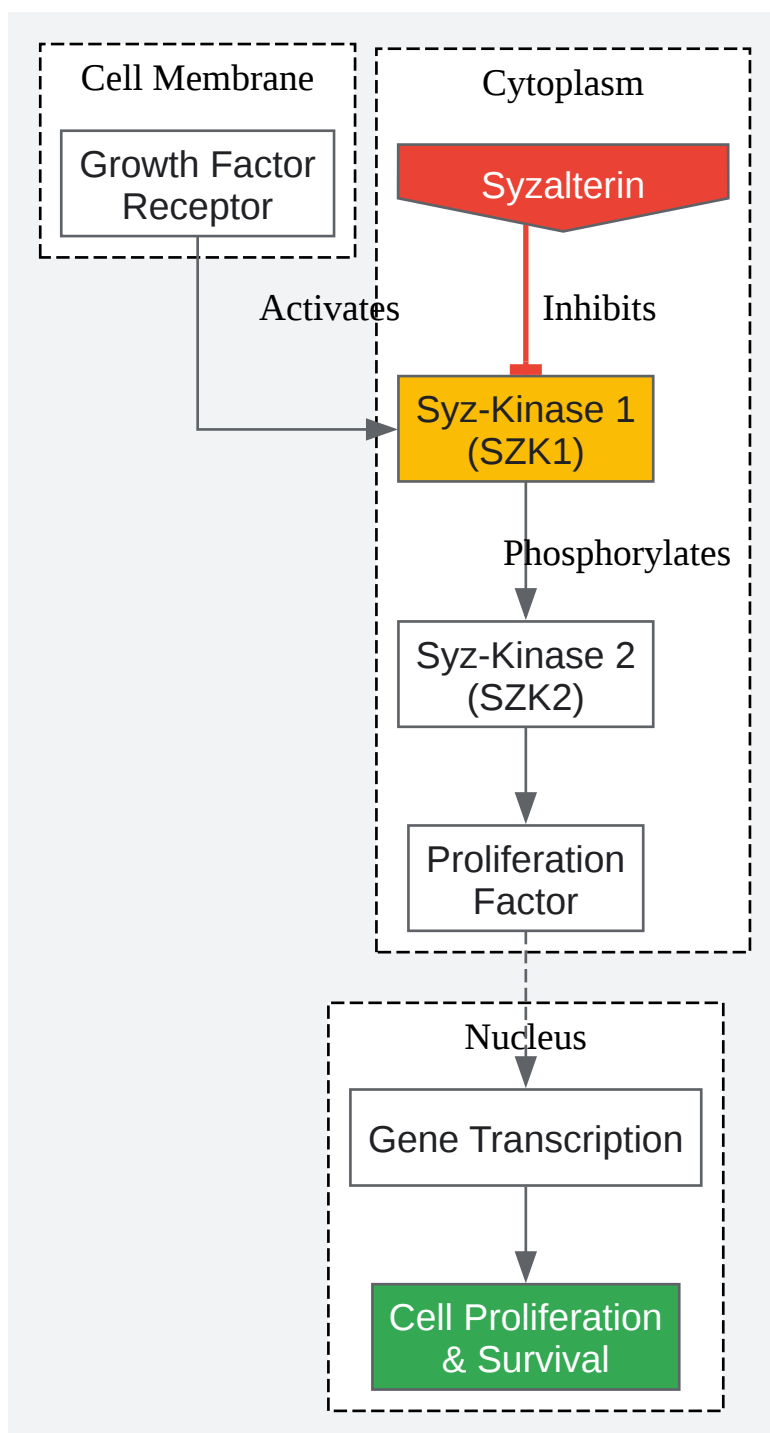 Cell Membrane
Growth Factor
Receptor
Cytoplasm
Syzalterin
Activates
Inhibits
Syz-Kinase 1
(SZK1)
Phosphorylates
Syz-Kinase 2
(SZK2)
Proliferation
Factor
Nucleus
Gene Transcription
Cell Proliferation
& Survival